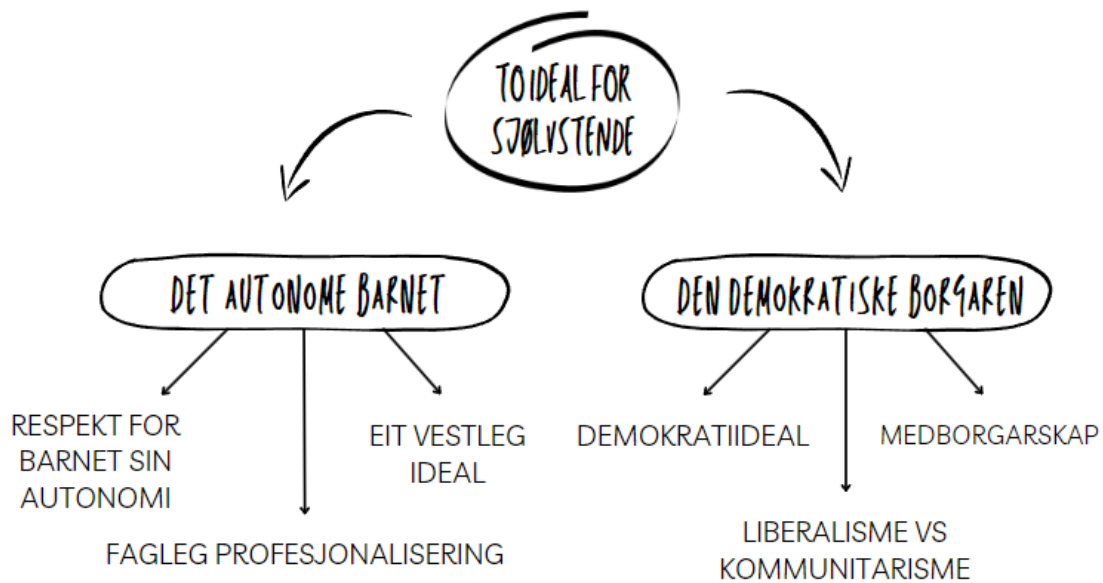 TO IDEAL FOR
SJØLVSTENDE
DET AUTONOME BARNET
DEN DEMOKRATISKE BORGAREN
RESPEKT FOR
BARNET SIN
AUTONOMI
EIT VESTLEG
IDEAL
FAGLEG PROFESJONALISERING
DEMOKRATIIDEAL
MEDBORGARSKAP
LIBERALISME VS
KOMMUNITARISME